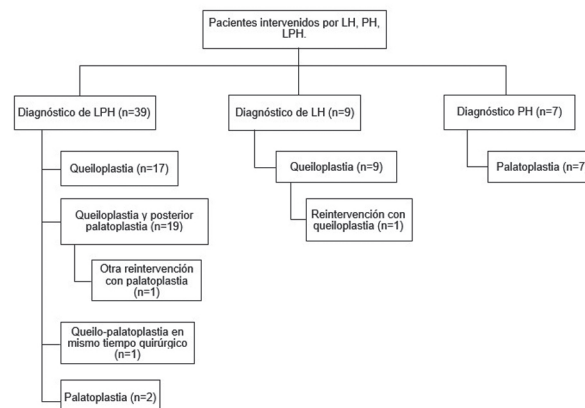 Pacientes intervenidos por LH, PH,
LPH.
Diagnóstico de LPH (n=39)
Queiloplastia (n=17)
Queiloplastia y posterior
palatoplastia (n=19)
Otra reintervención
con palatoplastia
(n=1)
Queilo-palatoplastia en
mismo tiempo quirúrgico
(n=1)
Palatoplastia (n=2)
Diagnóstico de LH (n=9)
Queiloplastia (n=9)
Reintervención con
queiloplastia (n=1)
Diagnóstico PH (n=7)
Palatoplastia (n=7